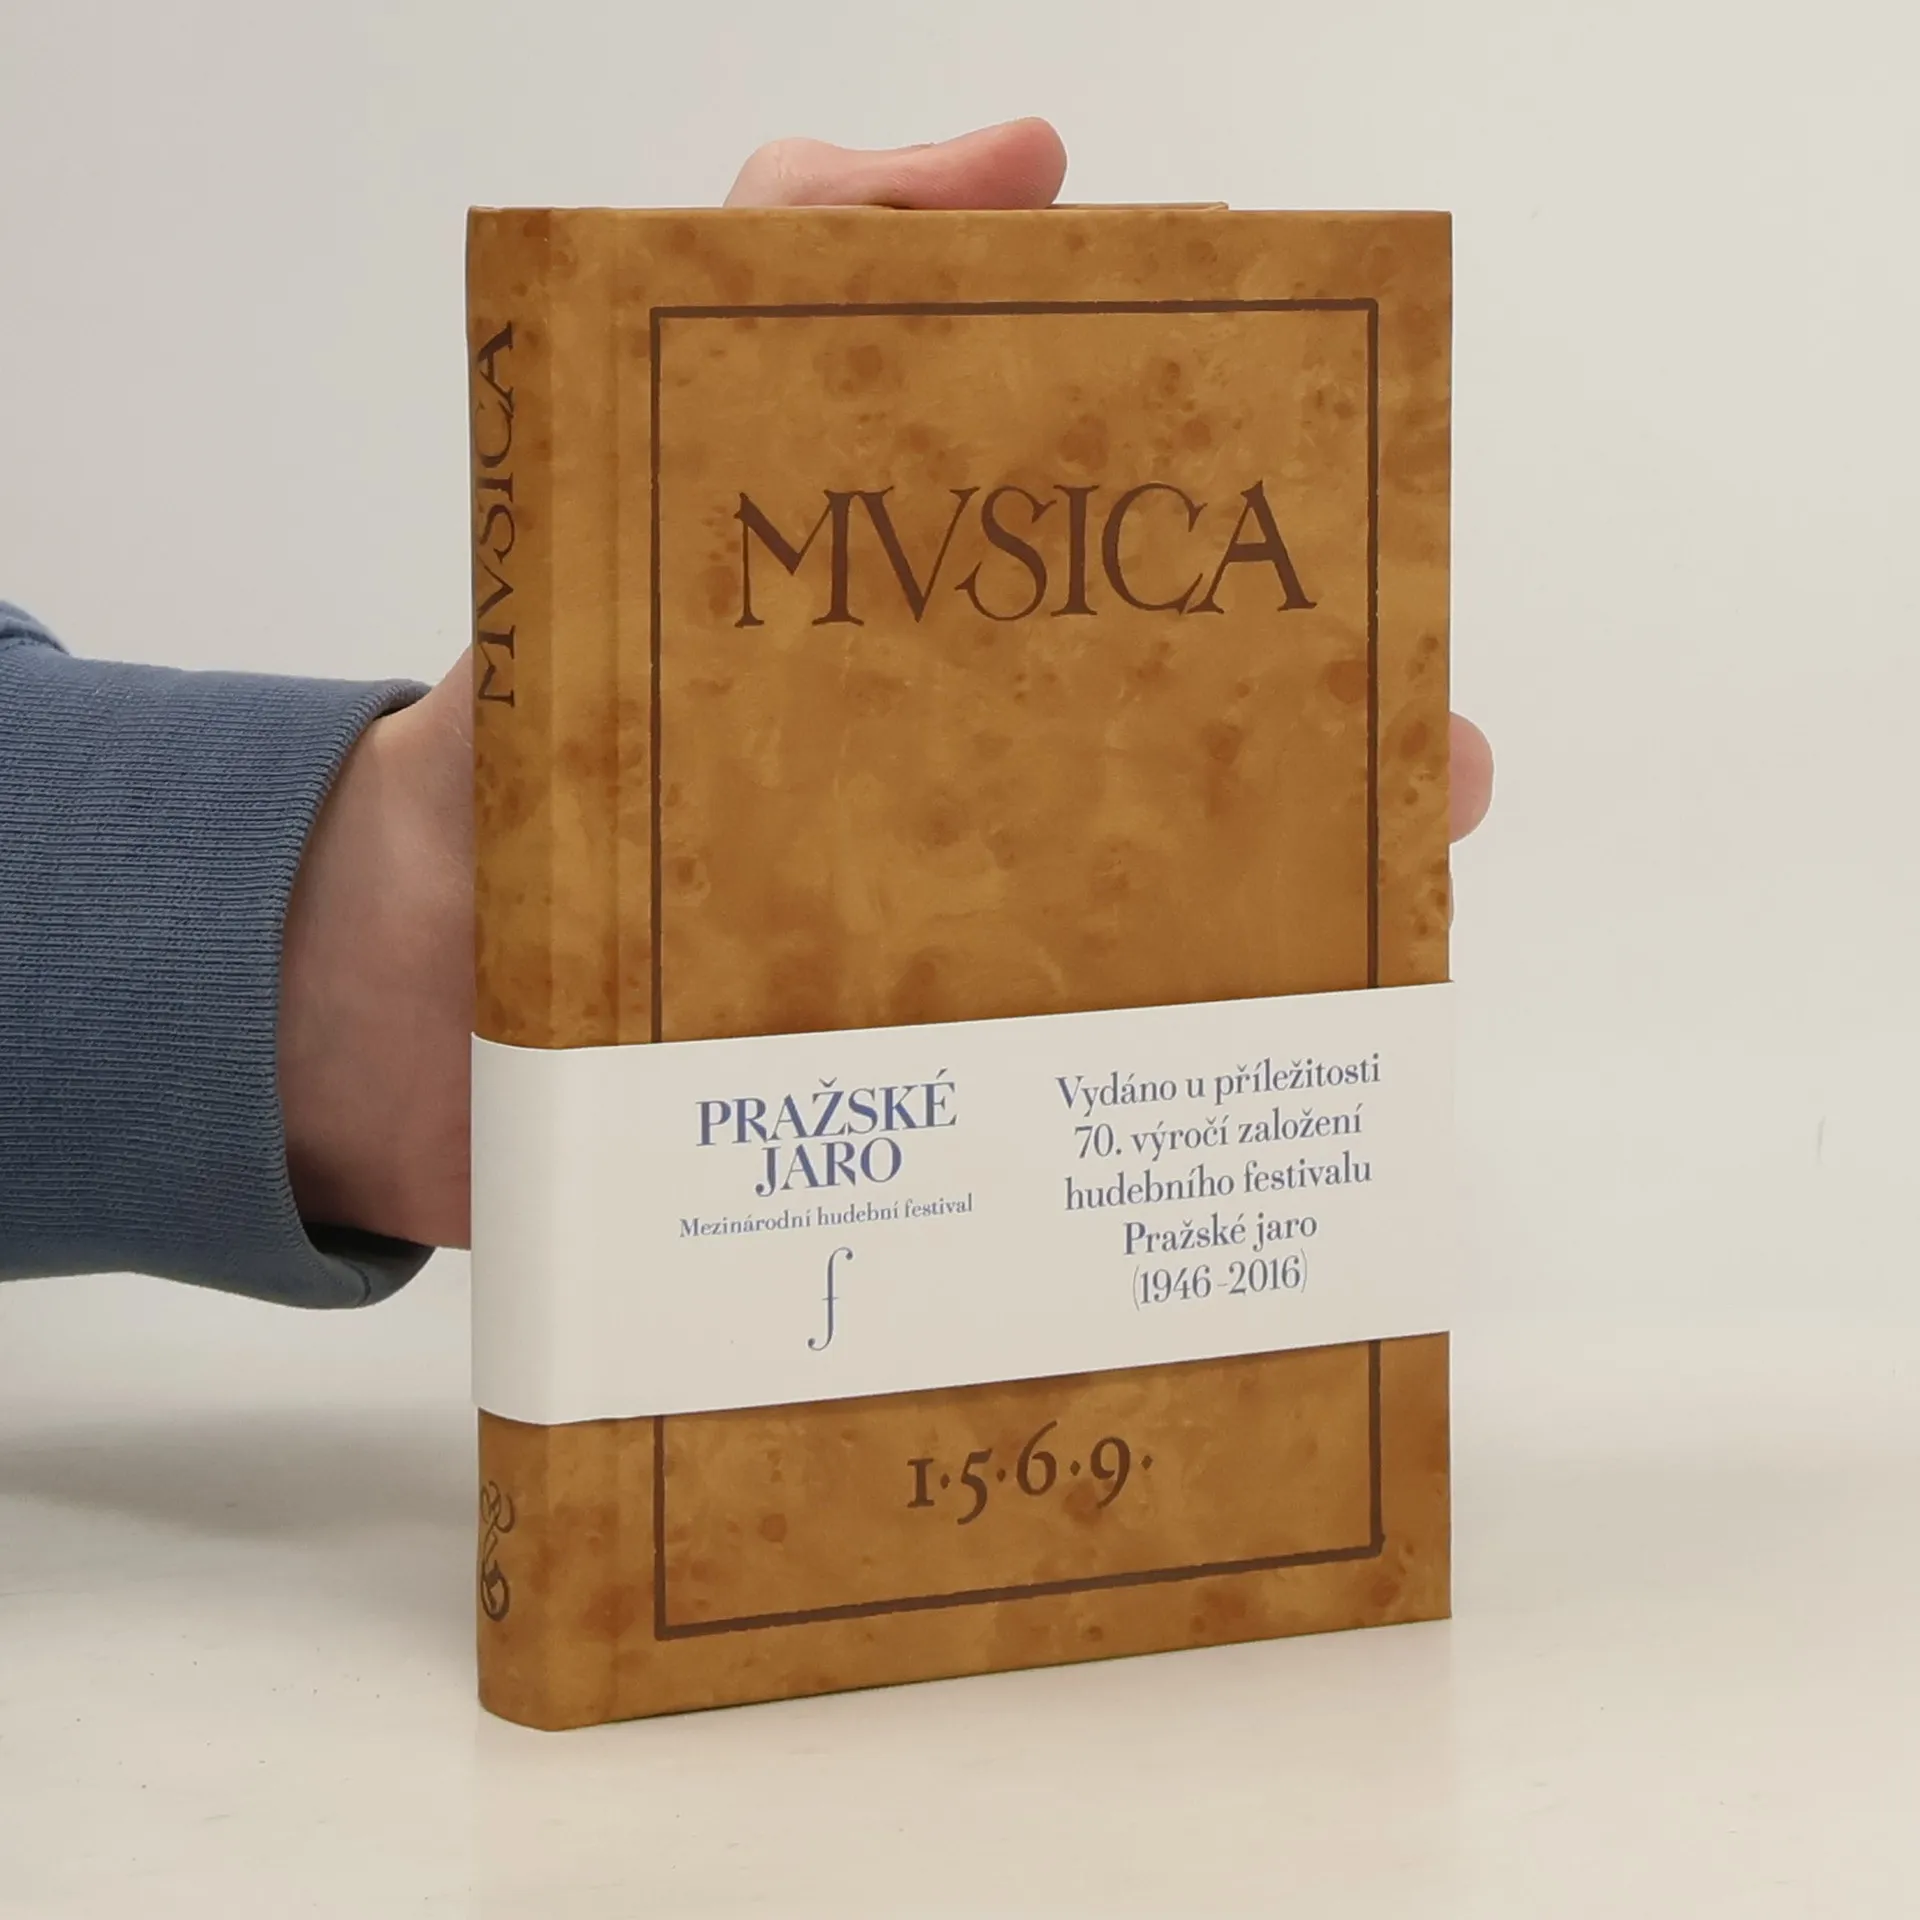 MVSICA
MVSICA
PRAŽSKÉ
JARO
Mezinárodní hudební festival
f
Vydáno u příležitosti
70. výročí založení
hudebního festivalu
Pražské jaro
(1946-2016)
1·5·6·9·